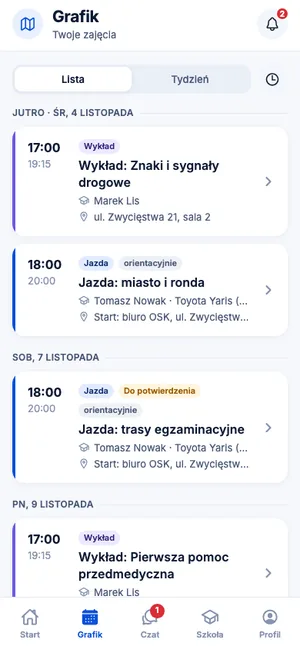 Grafik
Twoje zajęcia
2
Lista
Tydzień
JUTRO · ŚR, 4 LISTOPADA
17:00
19:15
Wykład
Wykład: Znaki i sygnały
drogowe
Marek Lis
ul. Zwycięstwa 21, sala 2
18:00
20:00
Jazda
orientacyjnie
Jazda: miasto i ronda
Tomasz Nowak · Toyota Yaris (...
Start: biuro OSK, ul. Zwycięstw...
SOB, 7 LISTOPADA
18:00
20:00
Jazda
Do potwierdzenia
orientacyjnie
Jazda: trasy egzaminacyjne
Tomasz Nowak · Toyota Yaris (...
Start: biuro OSK, ul. Zwycięstw...
PN, 9 LISTOPADA
17:00
19:15
Wykład
Wykład: Pierwsza pomoc
przedmedyczna
Marek Lis
1
Start
Grafik
Czat
Szkoła
Profil